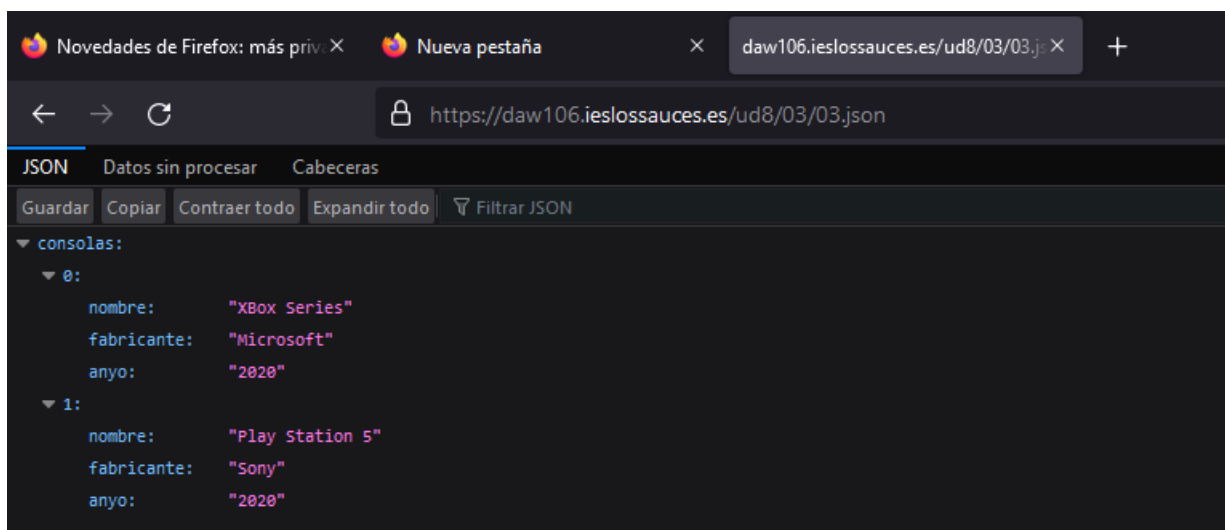 Novedades de Firefox: más priva
Nueva pestaña
daw106.ieslossauces.es/ud8/03/03.js
https://daw106.ieslossauces.es/ud8/03/03.json
JSON Datos sin procesar Cabeceras
Guardar Copiar Contraer todo Expandir todo Filtrar JSON
consolas:
0:
nombre: "XBox Series"
fabricante: "Microsoft"
anyo: "2020"
1:
nombre: "Play Station 5"
fabricante: "Sony"
anyo: "2020"